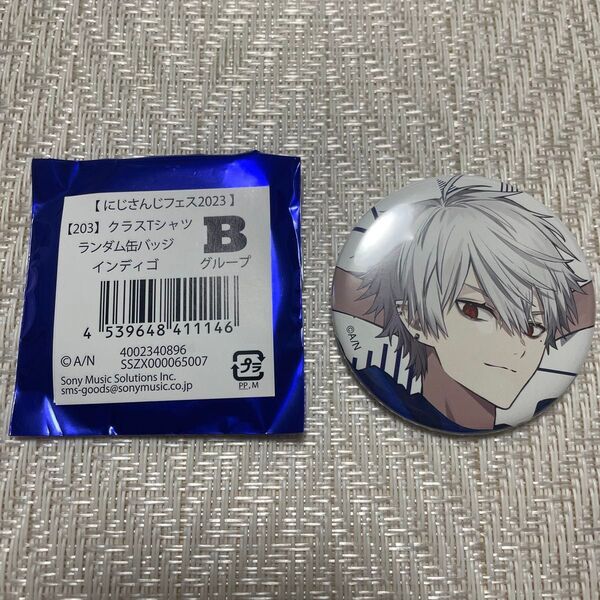 【 にじさんじフェス2023 】
【203】クラスTシャツ
ランダム缶バッジ
インディゴ
B
グループ
4 539648 411146
©A/N
4002340896
SSZX000065007
Sony Music Solutions Inc.
sms-goods@sonymusic.co.jp
プラ
PP, M
©A/N